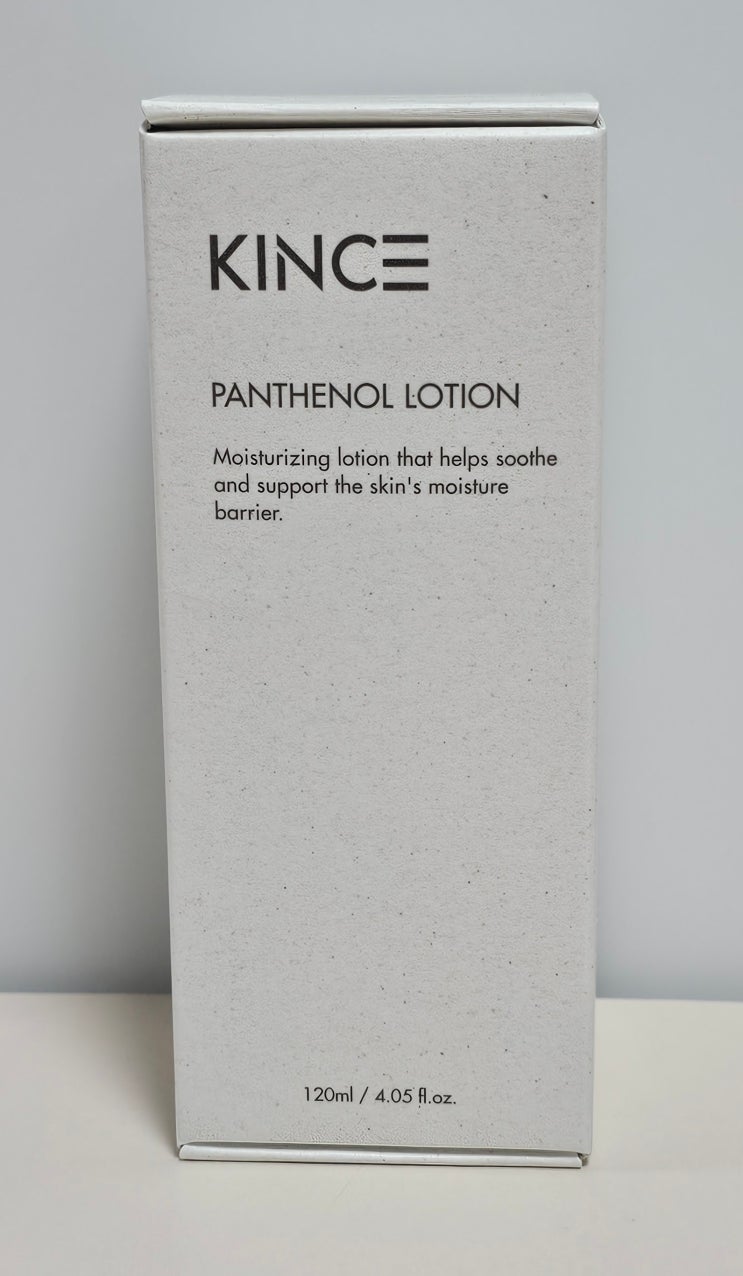 KINCE
PANTHENOL LOTION
Moisturizing lotion that helps soothe
and support the skin's moisture
barrier.
120ml / 4.05 fl.oz.